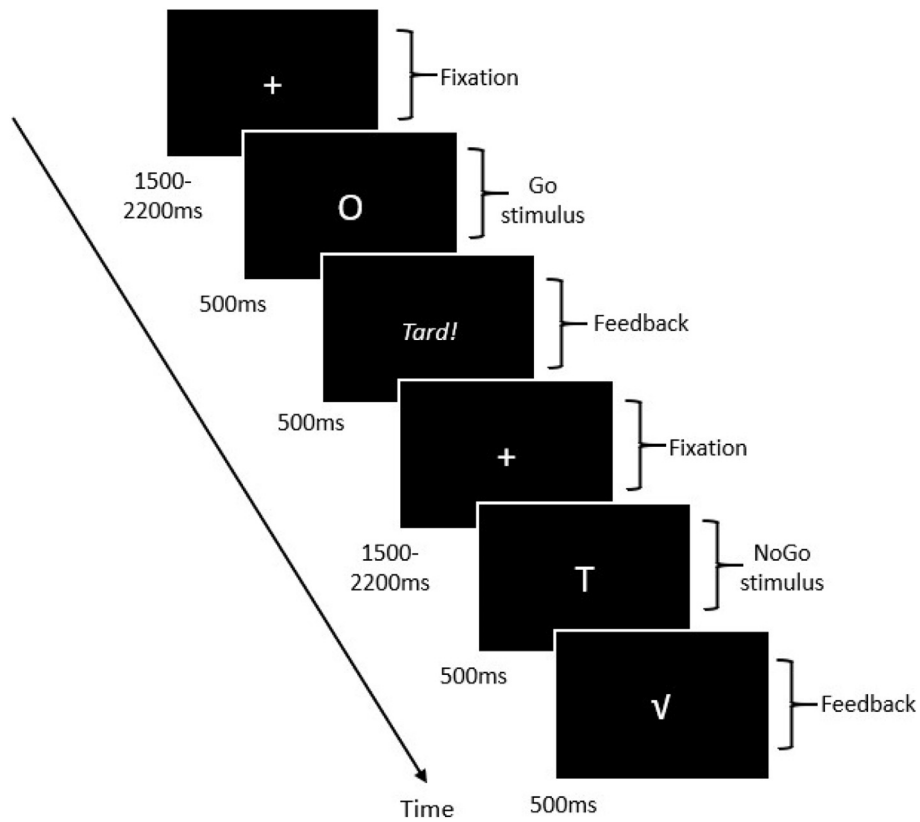 +
Fixation
1500-
2200ms
O
Go
stimulus
500ms
Tard!
Feedback
500ms
+
Fixation
1500-
2200ms
T
NoGo
stimulus
500ms
√
Feedback
500ms
Time